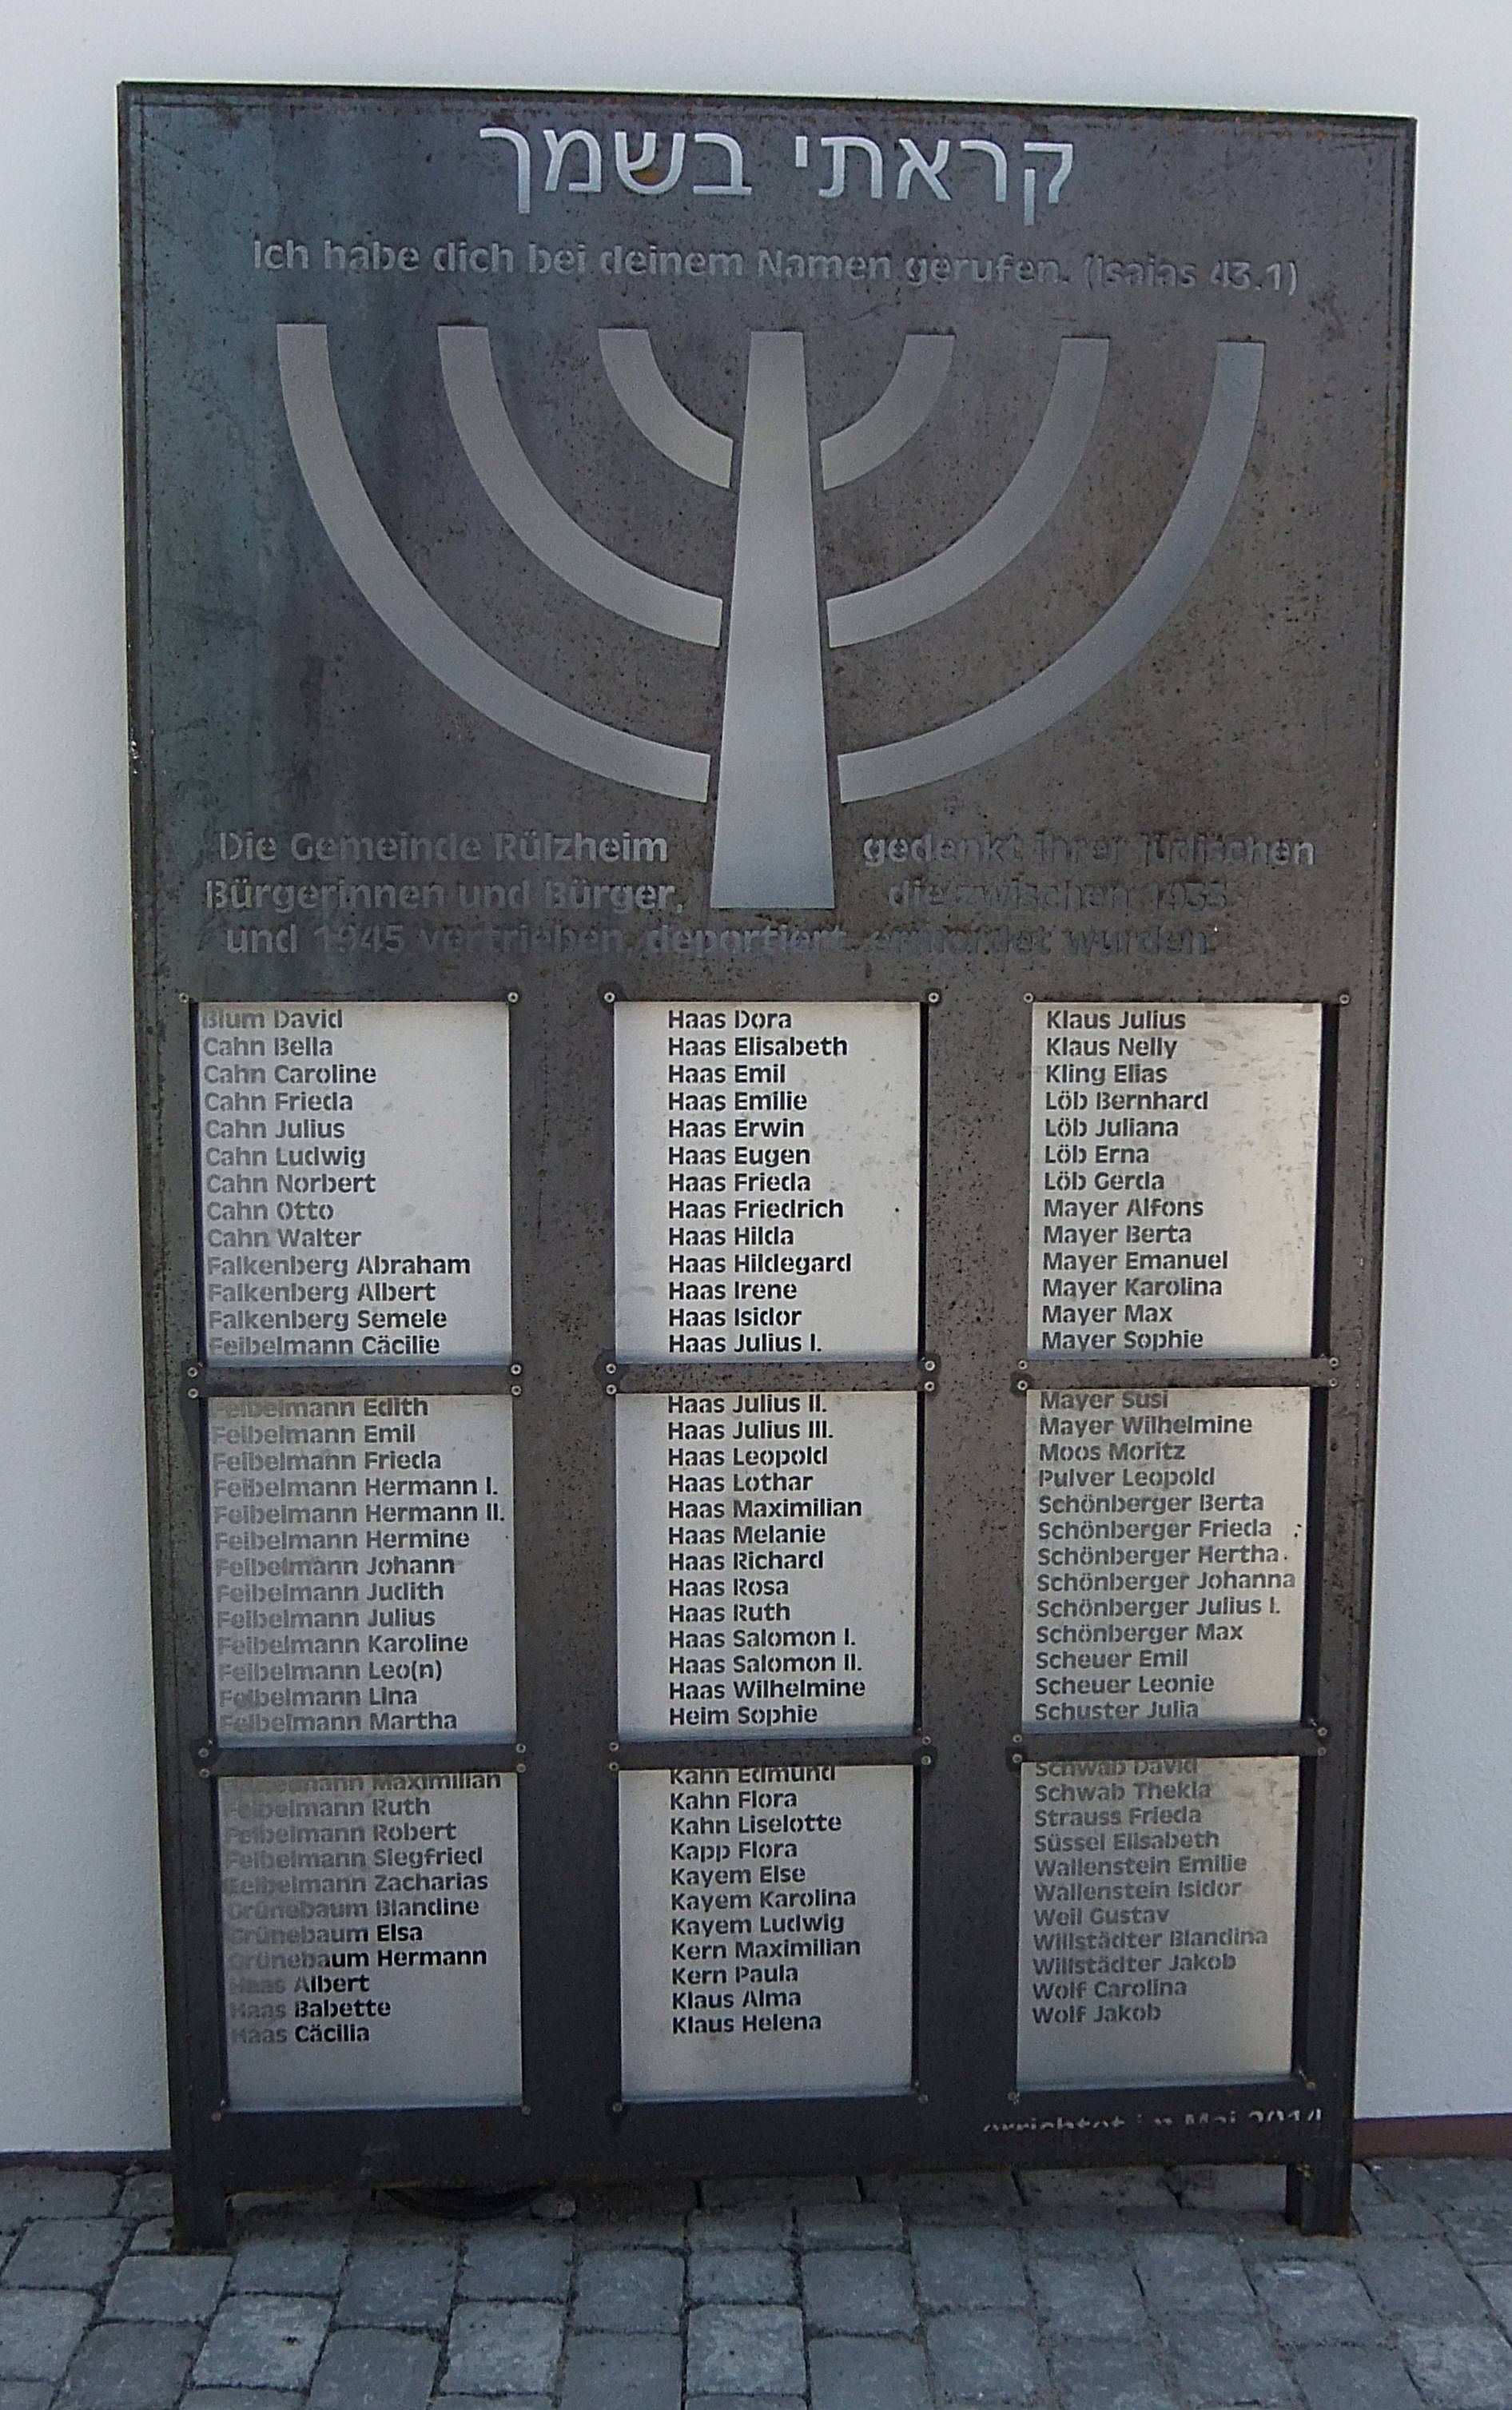 קראתי בשמך
Ich habe dich bei deinem Namen gerufen. (Isaias 43.1)
Die Gemeinde Rülzheim gedenkt ihrer jüdischen
Bürgerinnen und Bürger, die zwischen 1933
und 1945 vertrieben, deportiert, ermordet wurden.
Blum David
Cahn Bella
Cahn Caroline
Cahn Frieda
Cahn Julius
Cahn Ludwig
Cahn Norbert
Cahn Otto
Cahn Walter
Falkenberg Abraham
Falkenberg Albert
Falkenberg Semele
Feibelmann Cäcilie
Feibelmann Edith
Feibelmann Emil
Feibelmann Frieda
Feibelmann Hermann I.
Feibelmann Hermann II.
Feibelmann Hermine
Feibelmann Johann
Feibelmann Judith
Feibelmann Julius
Feibelmann Karoline
Feibelmann Leo(n)
Feibelmann Lina
Feibelmann Martha
Feibelmann Maximilian
Feibelmann Ruth
Feibelmann Robert
Feibelmann Siegfried
Feibelmann Zacharias
Grünebaum Blandine
Grünebaum Elsa
Grünebaum Hermann
Haas Albert
Haas Babette
Haas Cäcilia
Haas Dora
Haas Elisabeth
Haas Emil
Haas Emilie
Haas Erwin
Haas Eugen
Haas Frieda
Haas Friedrich
Haas Hilda
Haas Hildegard
Haas Irene
Haas Isidor
Haas Julius I.
Haas Julius II.
Haas Julius III.
Haas Leopold
Haas Lothar
Haas Maximilian
Haas Melanie
Haas Richard
Haas Rosa
Haas Ruth
Haas Salomon I.
Haas Salomon II.
Haas Wilhelmine
Heim Sophie
Kahn Edmund
Kahn Flora
Kahn Liselotte
Kapp Flora
Kayem Else
Kayem Karolina
Kayem Ludwig
Kern Maximilian
Kern Paula
Klaus Alma
Klaus Helena
Klaus Julius
Klaus Nelly
Kling Elias
Löb Bernhard
Löb Juliana
Löb Erna
Löb Gerda
Mayer Alfons
Mayer Berta
Mayer Emanuel
Mayer Karolina
Mayer Max
Mayer Sophie
Mayer Susi
Mayer Wilhelmine
Moos Moritz
Pulver Leopold
Schönberger Berta
Schönberger Frieda
Schönberger Hertha
Schönberger Johanna
Schönberger Julius I.
Schönberger Max
Scheuer Emil
Scheuer Leonie
Schuster Julia
Schwab David
Schwab Thekla
Strauss Frieda
Süssel Elisabeth
Wallenstein Emilie
Wallenstein Isidor
Weil Gustav
Willstädter Blandina
Willstädter Jakob
Wolf Carolina
Wolf Jakob
errichtet im Mai 2014